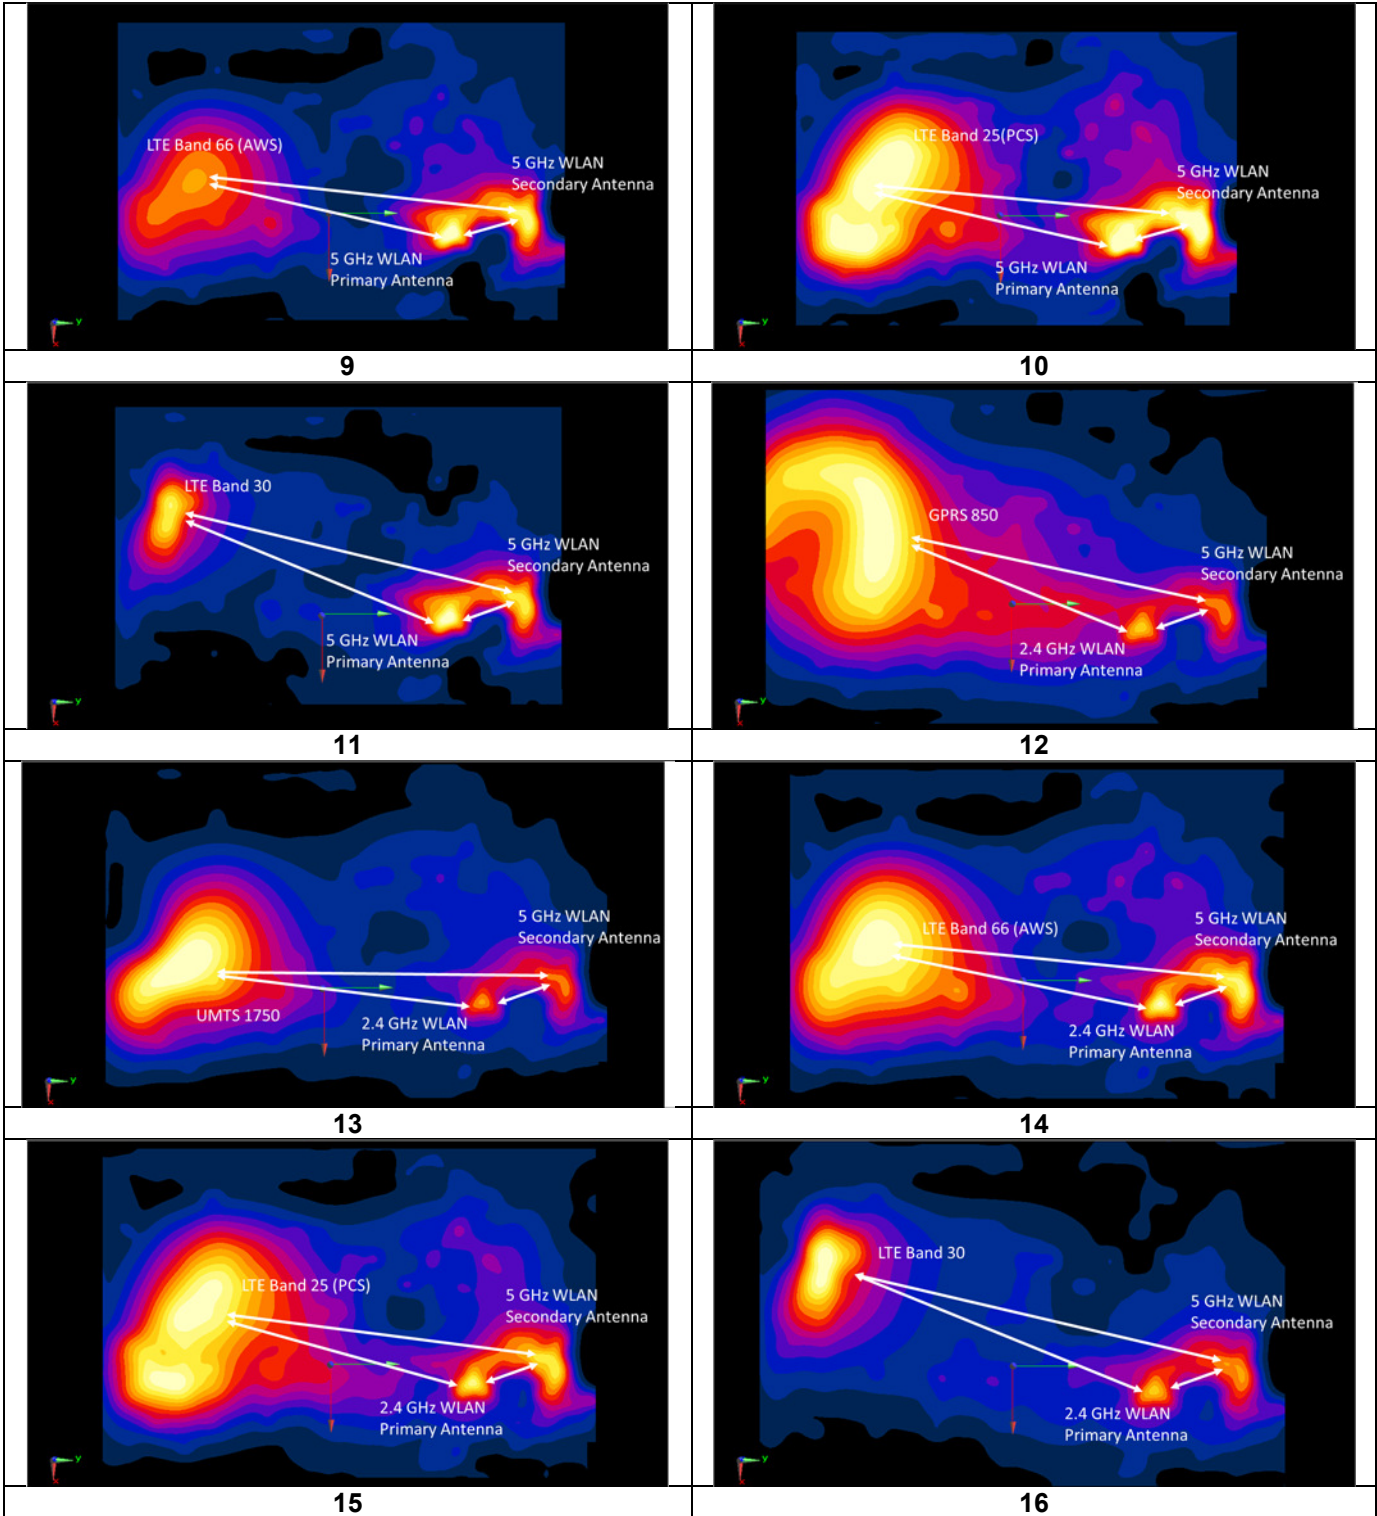 LTE Band 66 (AWS)
5 GHz WLAN
Secondary Antenna
5 GHz WLAN
Primary Antenna
Y
X
9
LTE Band 25(PCS)
5 GHz WLAN
Secondary Antenna
5 GHz WLAN
Primary Antenna
Y
X
10
LTE Band 30
5 GHz WLAN
Secondary Antenna
5 GHz WLAN
Primary Antenna
Y
X
11
GPRS 850
5 GHz WLAN
Secondary Antenna
2.4 GHz WLAN
Primary Antenna
Y
X
12
5 GHz WLAN
Secondary Antenna
UMTS 1750
2.4 GHz WLAN
Primary Antenna
Y
X
13
LTE Band 66 (AWS)
5 GHz WLAN
Secondary Antenna
2.4 GHz WLAN
Primary Antenna
Y
X
14
LTE Band 25 (PCS)
5 GHz WLAN
Secondary Antenna
2.4 GHz WLAN
Primary Antenna
Y
X
15
LTE Band 30
5 GHz WLAN
Secondary Antenna
2.4 GHz WLAN
Primary Antenna
Y
X
16